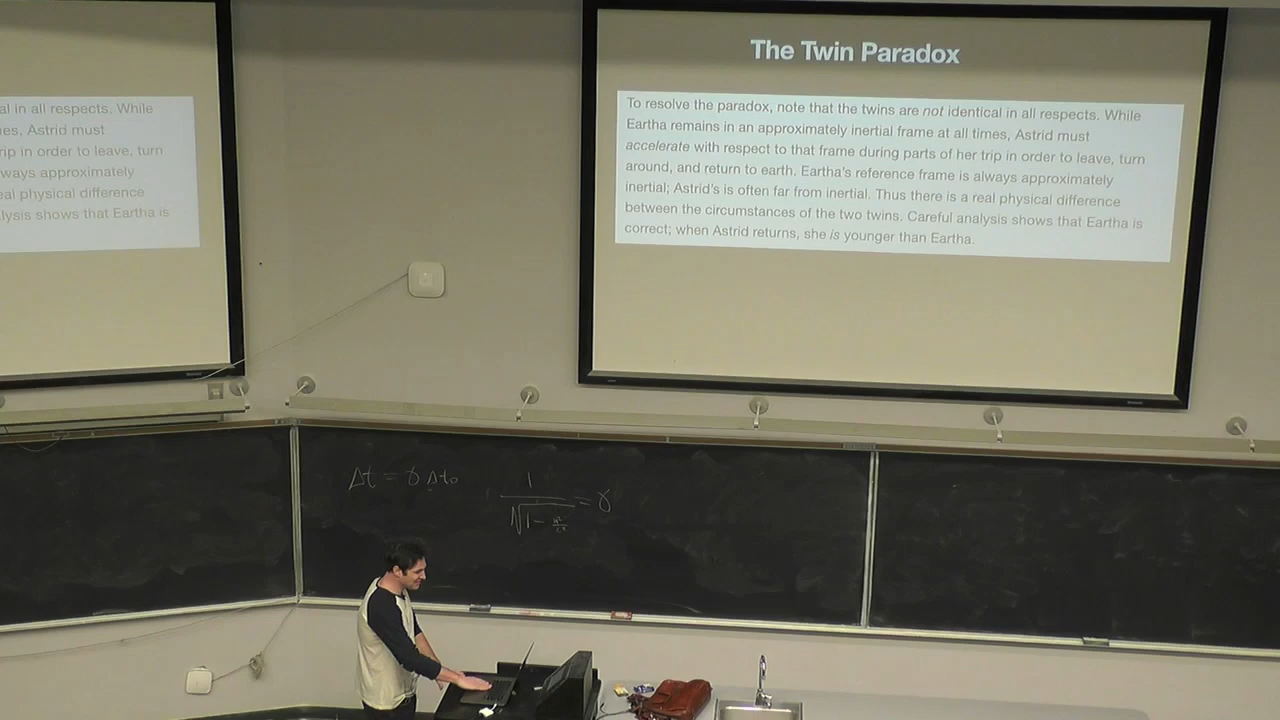 al in all respects. While
es, Astrid must
rip in order to leave, turn
ways approximately
eal physical difference
lysis shows that Eartha is
The Twin Paradox
To resolve the paradox, note that the twins are not identical in all respects. While
Eartha remains in an approximately inertial frame at all times, Astrid must
accelerate with respect to that frame during parts of her trip in order to leave, turn
around, and return to earth. Eartha's reference frame is always approximately
inertial; Astrid's is often far from inertial. Thus there is a real physical difference
between the circumstances of the two twins. Careful analysis shows that Eartha is
correct; when Astrid returns, she is younger than Eartha.
Δt = γ Δt₀
1
√1 - u²/c² = γ